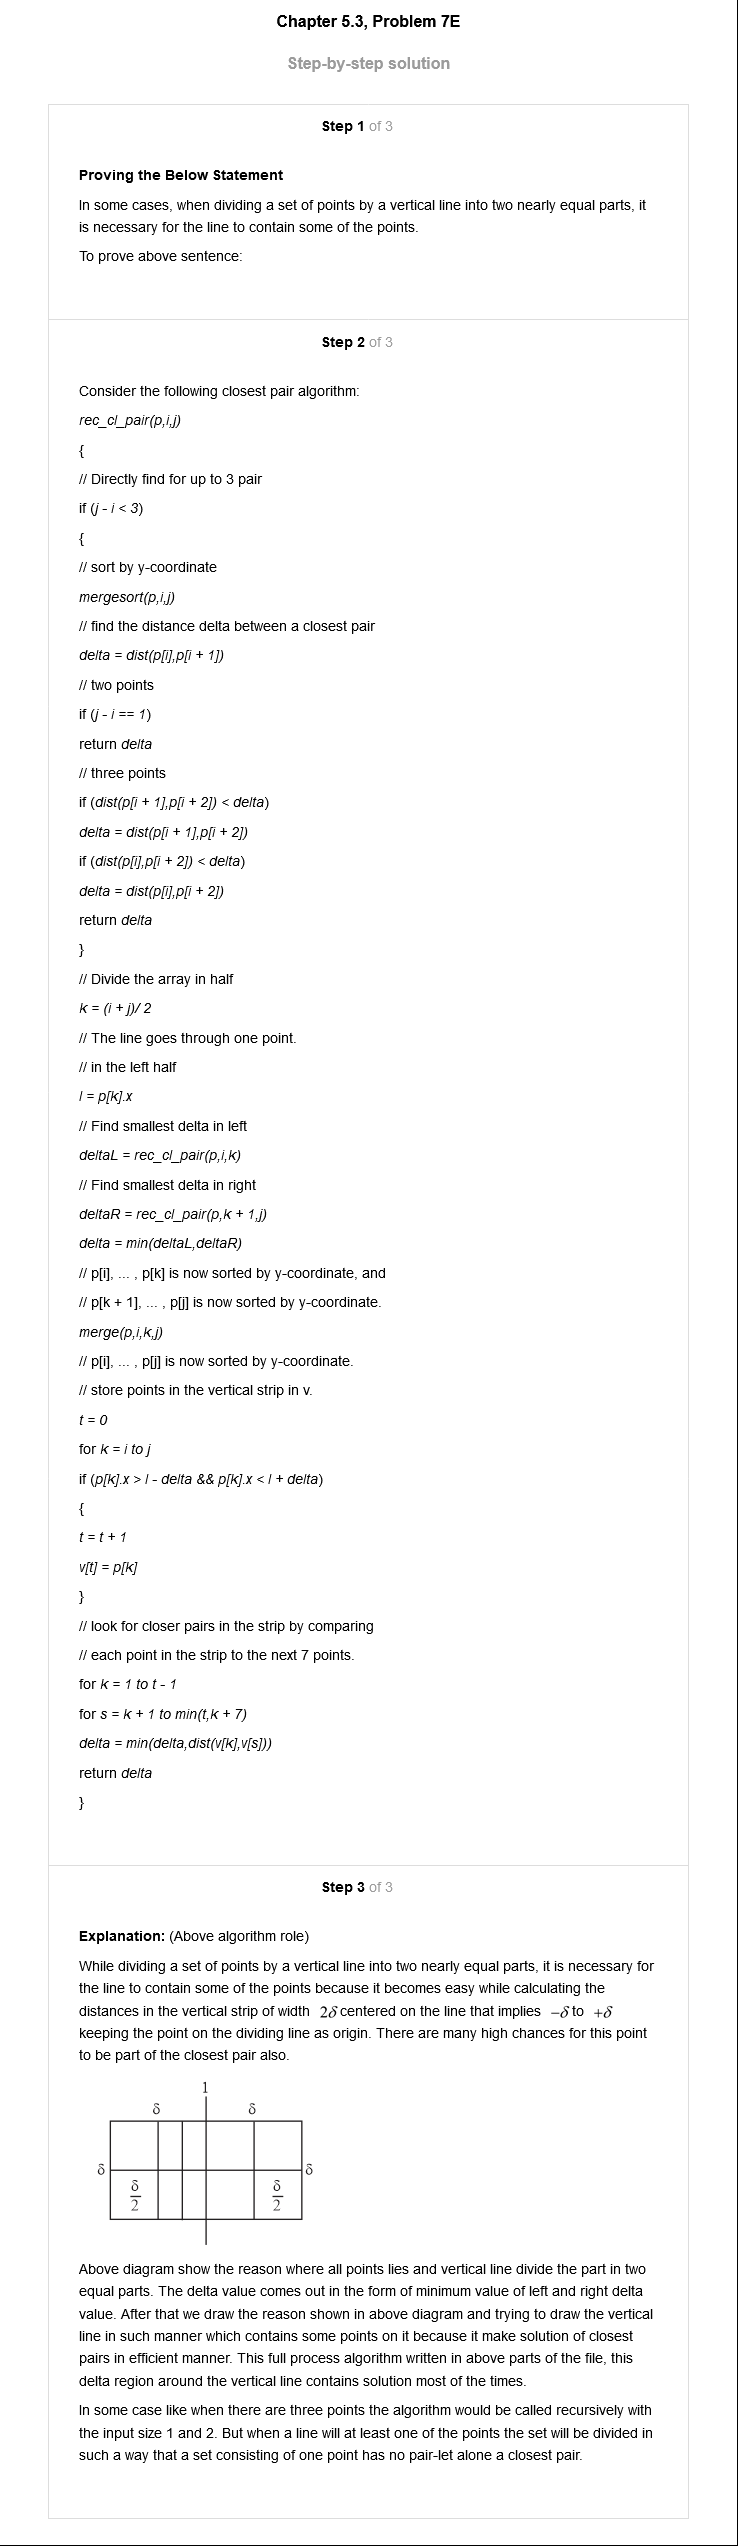 Chapter 5.3, Problem 7E
Step-by-step solution
Step 1 of 3
Proving the Below Statement
In some cases, when dividing a set of points by a vertical line into two nearly equal parts, it
is necessary for the line to contain some of the points.
To prove above sentence:
Step 2 of 3
Consider the following closest pair algorithm:
rec_cl_pair(p,i,j)
{
// Directly find for up to 3 pair
if (j - i < 3)
{
// sort by y-coordinate
mergesort(p,i,j)
// find the distance delta between a closest pair
delta = dist(p[i],p[i + 1])
// two points
if (j - i == 1)
return delta
// three points
if (dist(p[i + 1],p[i + 2]) < delta)
delta = dist(p[i + 1],p[i + 2])
if (dist(p[i],p[i + 2]) < delta)
delta = dist(p[i],p[i + 2])
return delta
}
// Divide the array in half
k = (i + j)/ 2
// The line goes through one point.
// in the left half
l = p[k].x
// Find smallest delta in left
deltaL = rec_cl_pair(p,i,k)
// Find smallest delta in right
deltaR = rec_cl_pair(p,k + 1,j)
delta = min(deltaL,deltaR)
// p[i], ... , p[k] is now sorted by y-coordinate, and
// p[k + 1], ... , p[j] is now sorted by y-coordinate.
merge(p,i,k,j)
// p[i], ... , p[j] is now sorted by y-coordinate.
// store points in the vertical strip in v.
t = 0
for k = i to j
if (p[k].x > l - delta && p[k].x < l + delta)
{
t = t + 1
v[t] = p[k]
}
// look for closer pairs in the strip by comparing
// each point in the strip to the next 7 points.
for k = 1 to t - 1
for s = k + 1 to min(t,k + 7)
delta = min(delta,dist(v[k],v[s]))
return delta
}
Step 3 of 3
Explanation: (Above algorithm role)
While dividing a set of points by a vertical line into two nearly equal parts, it is necessary for
the line to contain some of the points because it becomes easy while calculating the
distances in the vertical strip of width 2δ centered on the line that implies −δ to +δ
keeping the point on the dividing line as origin. There are many high chances for this point
to be part of the closest pair also.
1
δ δ
δ δ
δ/2 δ/2
Above diagram show the reason where all points lies and vertical line divide the part in two
equal parts. The delta value comes out in the form of minimum value of left and right delta
value. After that we draw the reason shown in above diagram and trying to draw the vertical
line in such manner which contains some points on it because it make solution of closest
pairs in efficient manner. This full process algorithm written in above parts of the file, this
delta region around the vertical line contains solution most of the times.
In some case like when there are three points the algorithm would be called recursively with
the input size 1 and 2. But when a line will at least one of the points the set will be divided in
such a way that a set consisting of one point has no pair-let alone a closest pair.